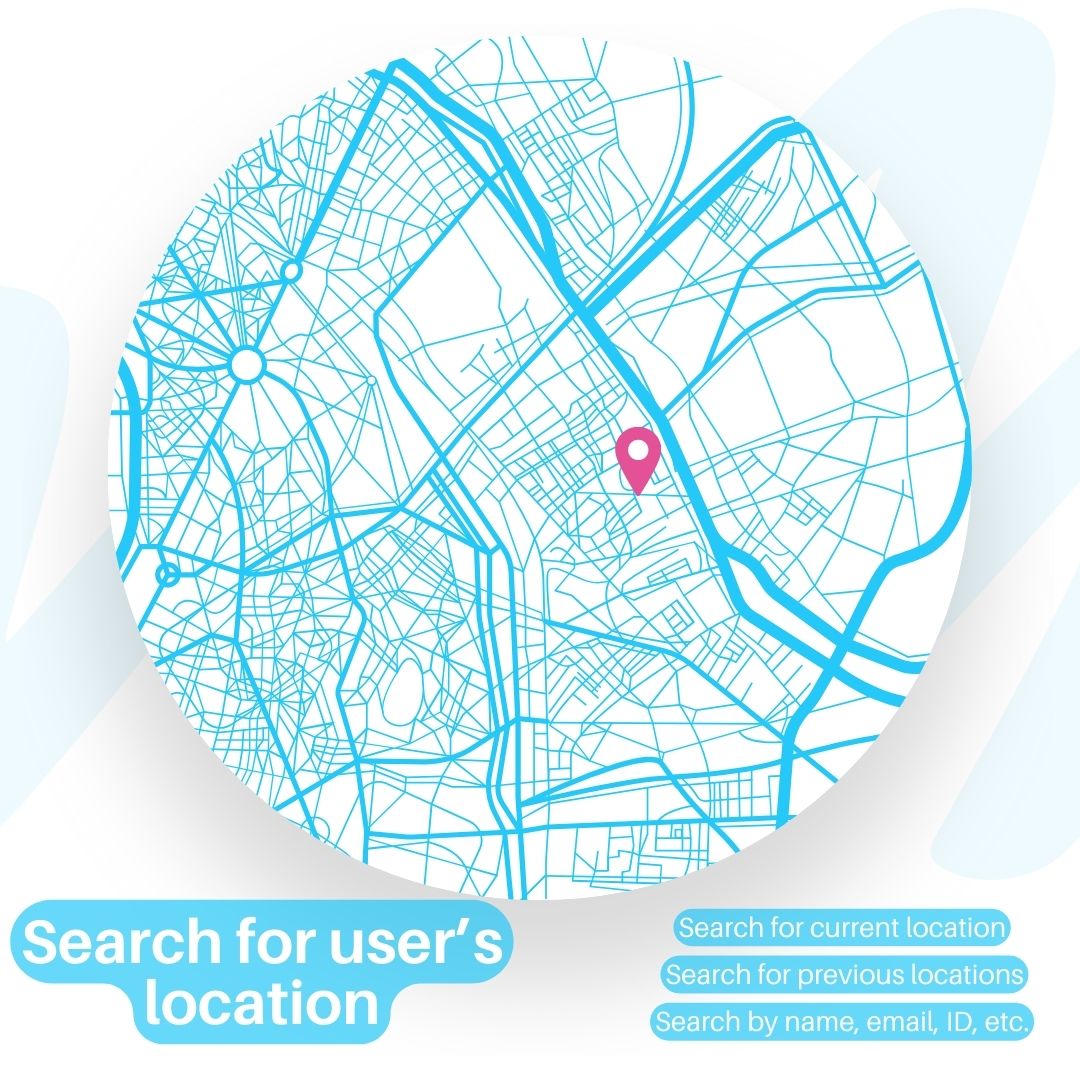 Search for user’s
location
Search for current location
Search for previous locations
Search by name, email, ID, etc.